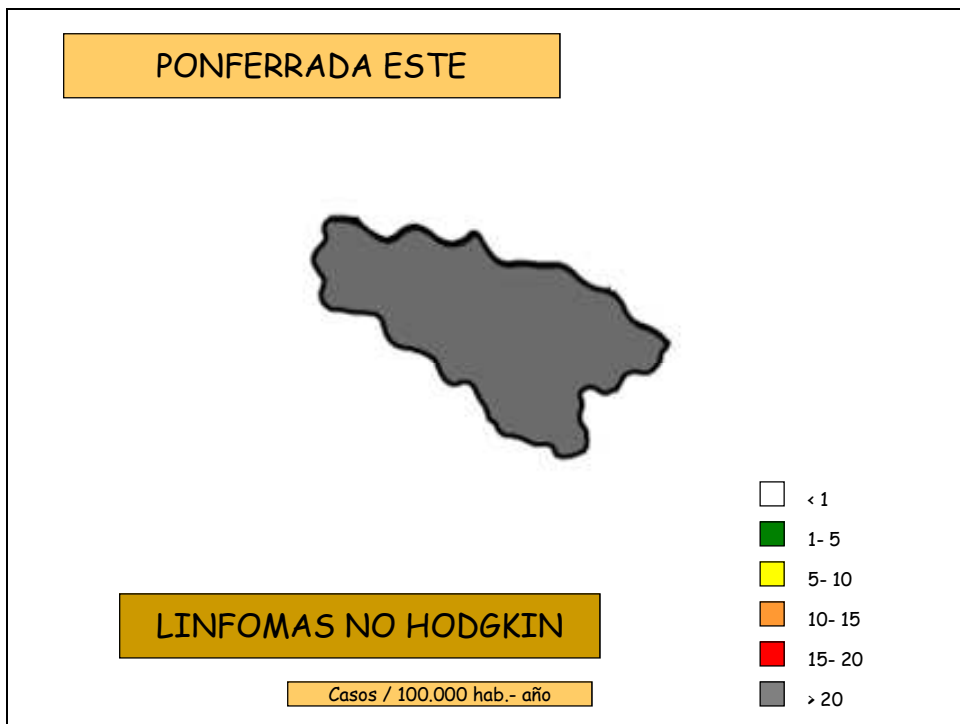 PONFERRADA ESTE
< 1
1- 5
5- 10
10- 15
15- 20
> 20
LINFOMAS NO HODGKIN
Casos / 100.000 hab.- año